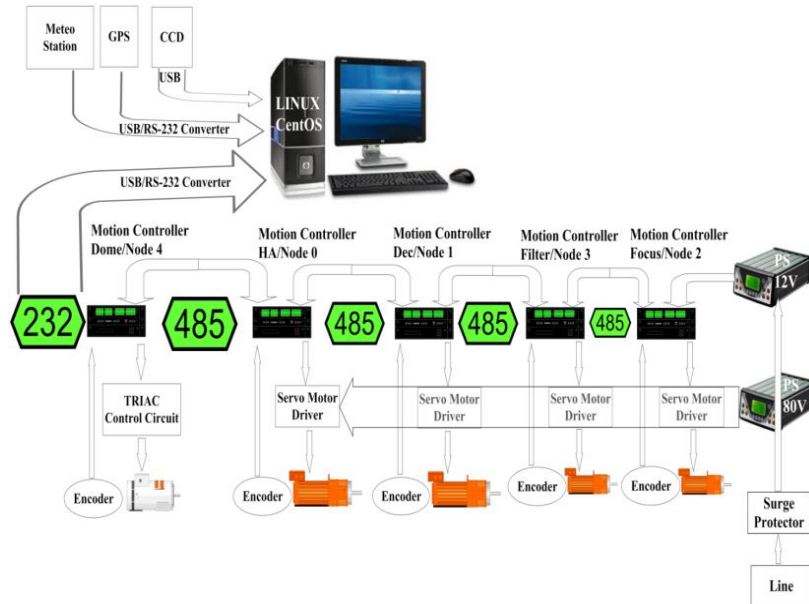 Meteo
Station
GPS
CCD
USB
LINUX
CentOS
USB/RS-232 Converter
USB/RS-232 Converter
Motion Controller
Dome/Node 4
Motion Controller
HA/Node 0
Motion Controller
Dec/Node 1
Motion Controller
Filter/Node 3
Motion Controller
Focus/Node 2
PS
12V
232
485
485
485
485
TRIAC
Control Circuit
Servo Motor
Driver
Servo Motor
Driver
Servo Motor
Driver
Servo Motor
Driver
PS
80V
Encoder
Encoder
Encoder
Encoder
Encoder
Surge
Protector
Line